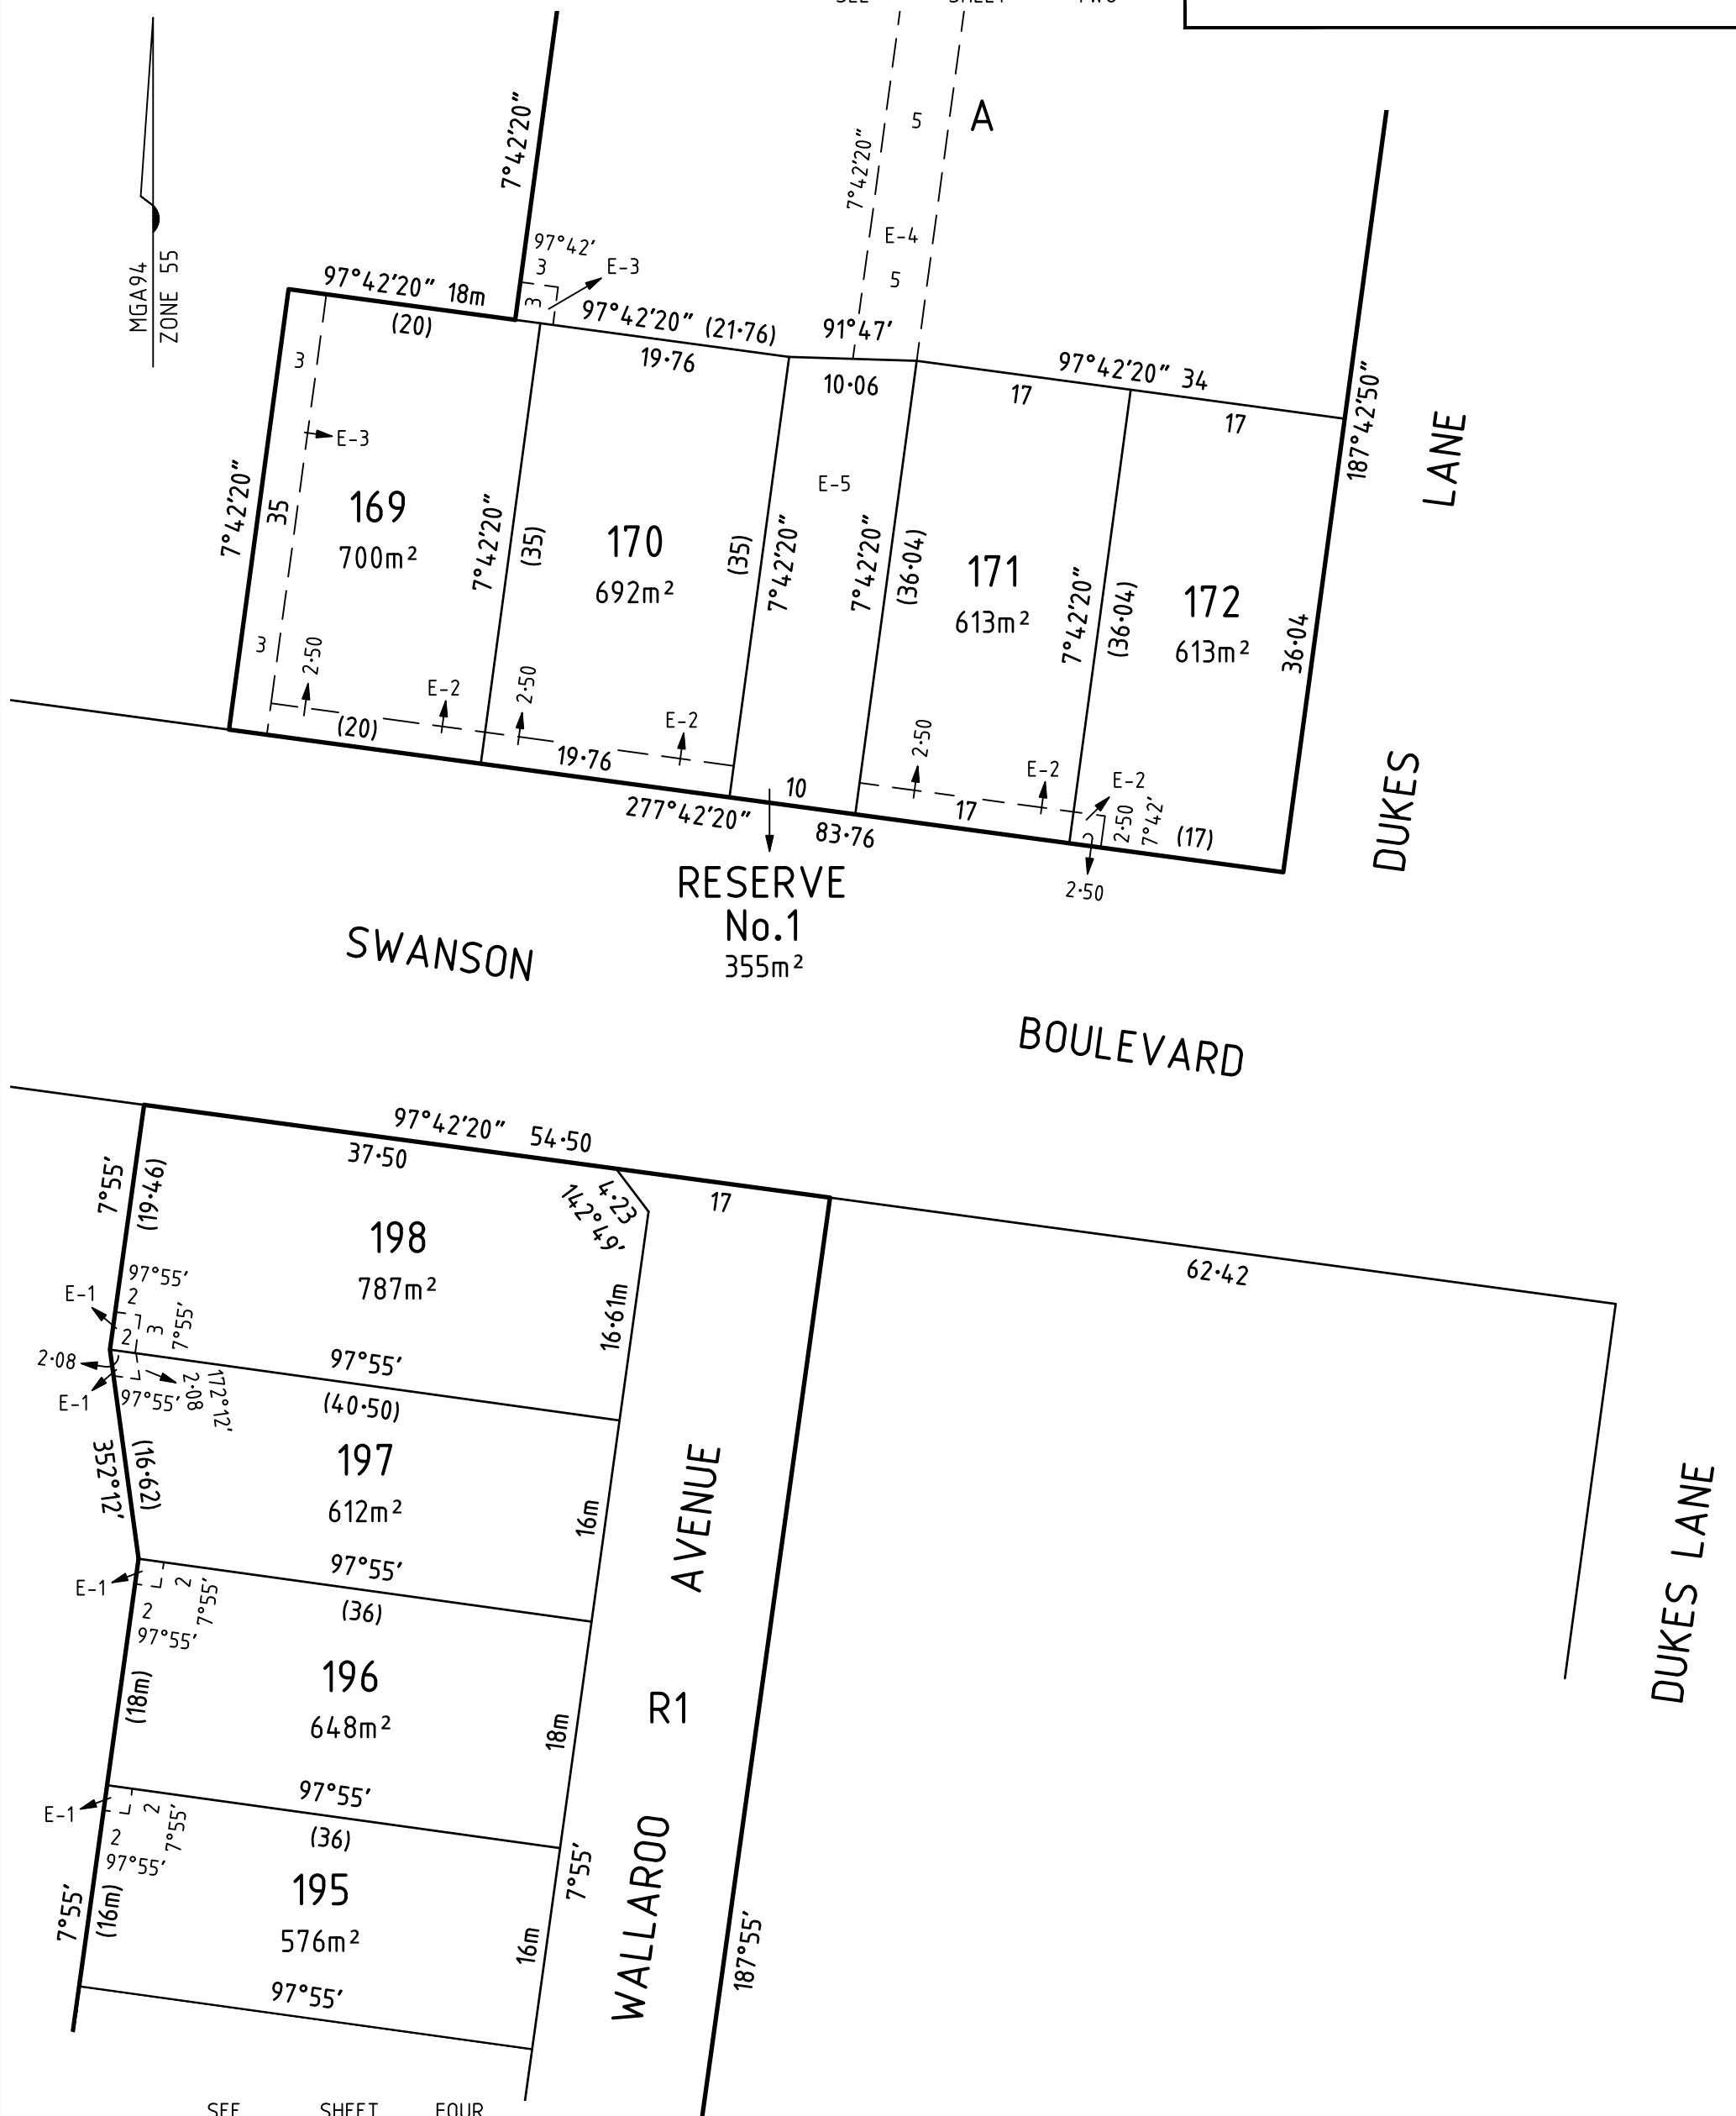 MGA94
ZONE 55
7°42'20"
7°42'20"
5
A
E-4
5
97°42'
3
3
E-3
97°42'20" 18m
(20)
97°42'20" (21·76)
19·76
91°47'
10·06
97°42'20" 34
17
17
187°42'50"
LANE
DUKES
3
E-3
35
7°42'20"
169
700m²
3
2·50
E-2
(20)
7°42'20"
(35)
170
692m²
(35)
7°42'20"
2·50
E-2
19·76
E-5
7°42'20"
(36·04)
171
613m²
7°42'20"
(36·04)
2·50
E-2
17
172
613m²
36·04
E-2
2·50
7°42'
(17)
2·50
10
277°42'20"
83·76
RESERVE
No.1
355m²
SWANSON
BOULEVARD
97°42'20" 54·50
37·50
17
62·42
7°55'
(19·46)
198
787m²
4·23
142°49'
16·61m
97°55'
2
E-1
2
3
7°55'
2·08
E-1
97°55'
2·08
172°12'
97°55'
(40·50)
197
612m²
352°12'
(16·62)
16m
97°55'
(36)
E-1
2
2
7°55'
97°55'
196
648m²
(18m)
18m
97°55'
(36)
E-1
2
2
7°55'
97°55'
195
576m²
7°55'
(16m)
16m
7°55'
97°55'
AVENUE
R1
WALLAROO
187°55'
DUKES LANE
SEE SHEET FOUR